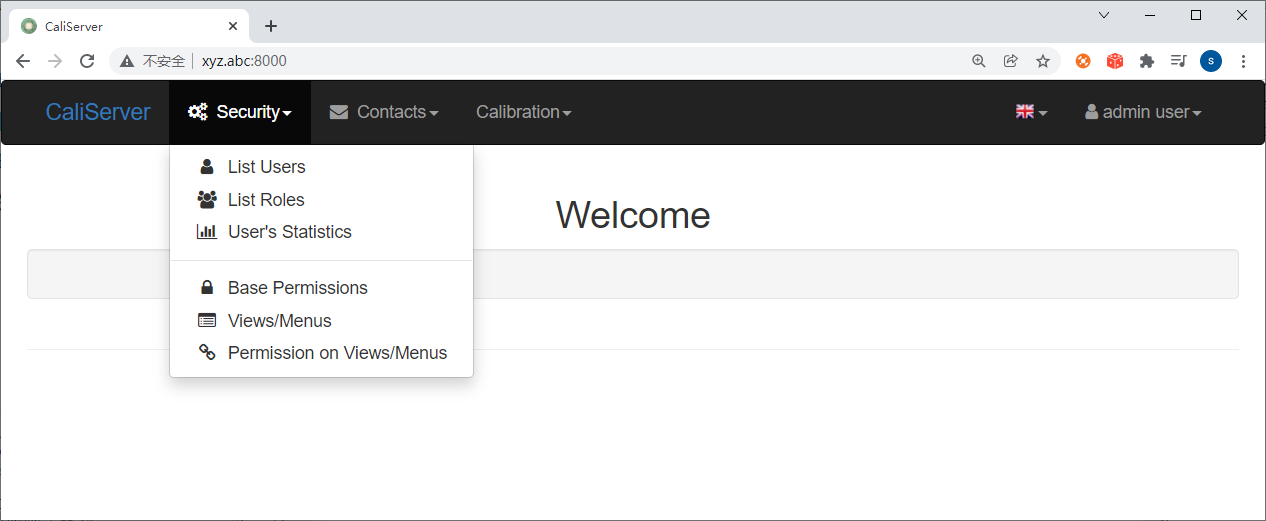 CaliServer
不安全 xyz.abc:8000
CaliServer Security Contacts Calibration admin user
List Users
List Roles
User's Statistics
Welcome
Base Permissions
Views/Menus
Permission on Views/Menus
s